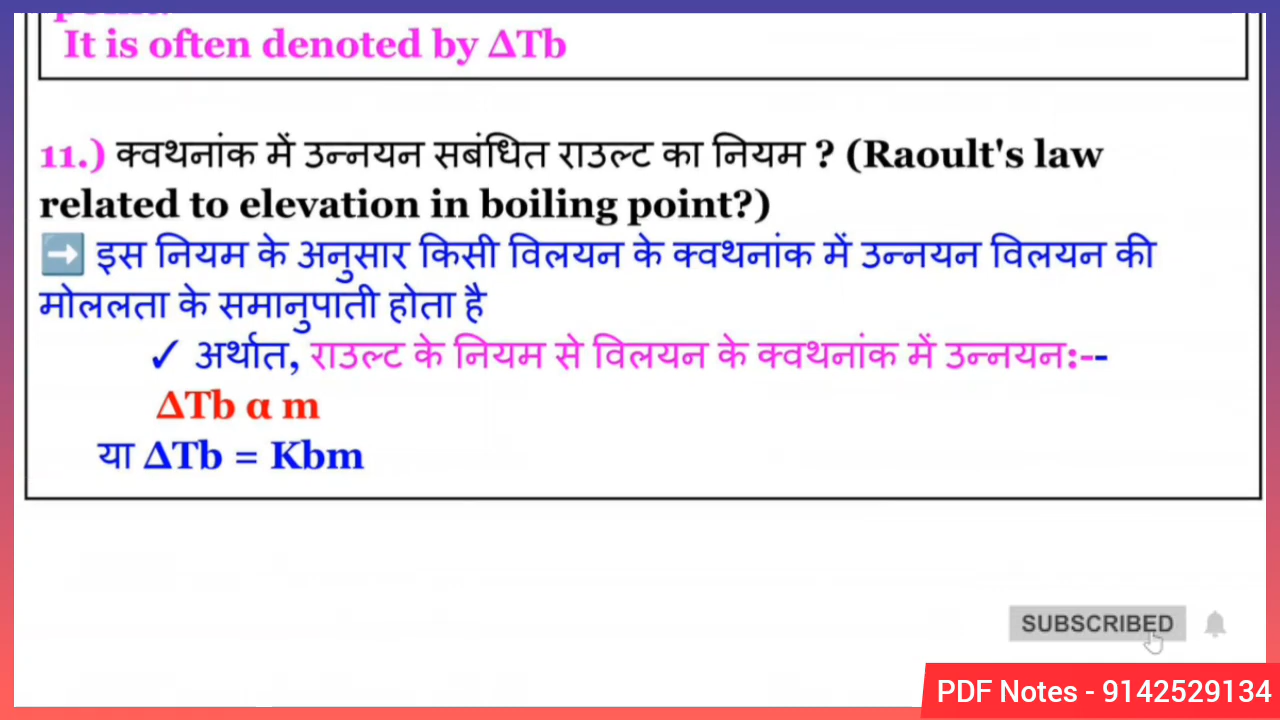 It is often denoted by ΔTb
11.) क्वथनांक में उन्नयन सबंधित राउल्ट का नियम ? (Raoult's law
related to elevation in boiling point?)
➡ इस नियम के अनुसार किसी विलयन के क्वथनांक में उन्नयन विलयन की
मोललता के समानुपाती होता है
✓ अर्थात, राउल्ट के नियम से विलयन के क्वथनांक में उन्नयन:--
ΔTb α m
या ΔTb = Kbm
SUBSCRIBED
PDF Notes - 9142529134